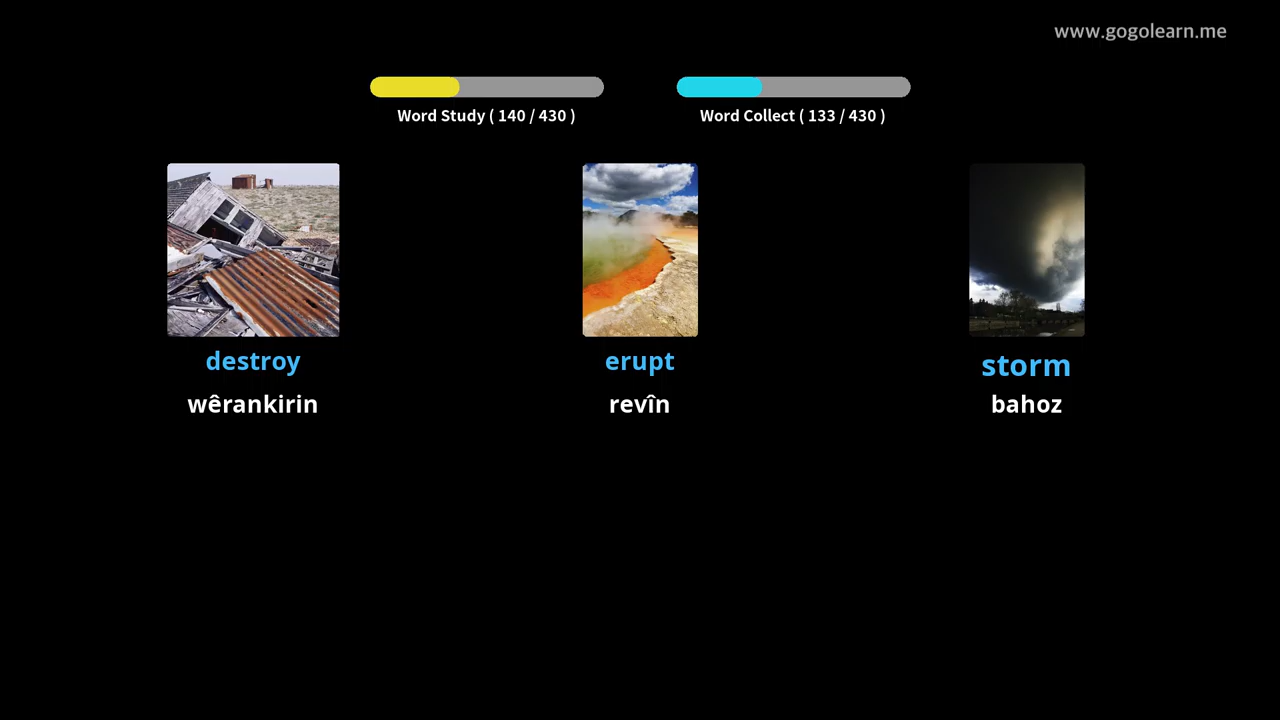 www.gogolearn.me
Word Study ( 140 / 430 )
Word Collect ( 133 / 430 )
destroy
erupt
storm
wêrankirin
revîn
bahoz